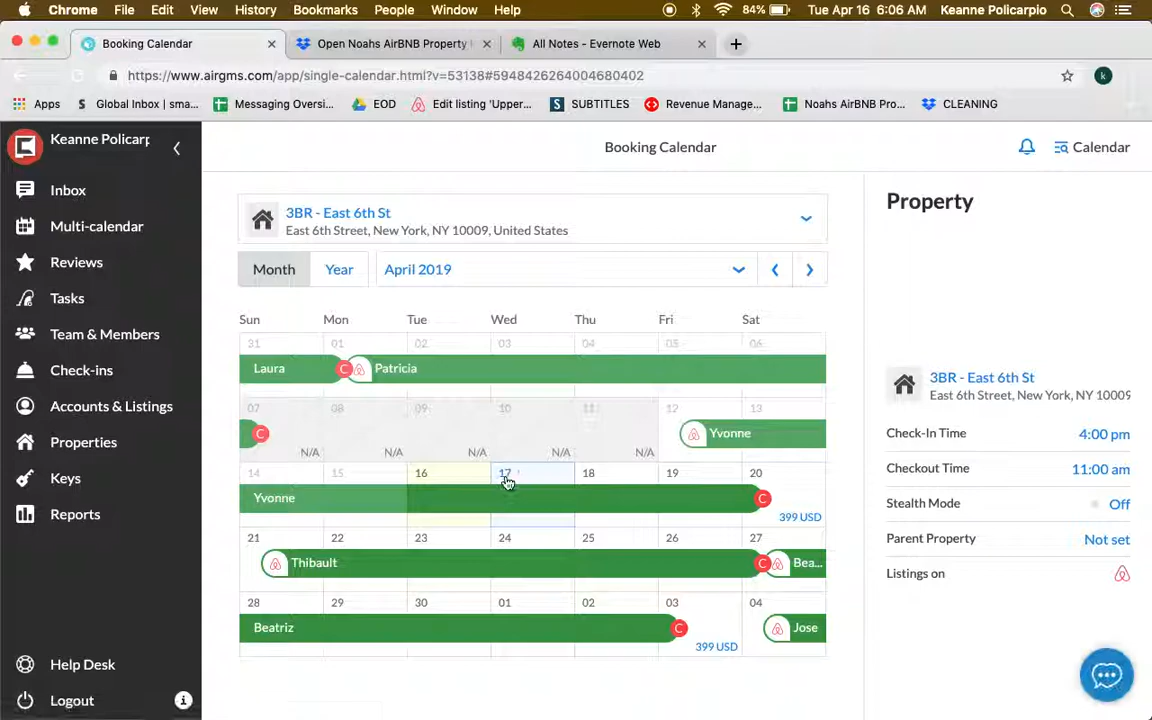 Chrome File Edit View History Bookmarks People Window Help 84% Tue Apr 16 6:06 AM Keanne Policarpio
Booking Calendar Open Noahs AirBNB Property All Notes - Evernote Web
https://www.airgms.com/app/single-calendar.html?v=53138#5948426264004680402 k
Apps Global Inbox | sma... Messaging Oversi... EOD Edit listing 'Upper... SUBTITLES Revenue Manage... Noahs AirBNB Pro... CLEANING
Keanne Policarp
Booking Calendar
Calendar
Inbox
Multi-calendar
Reviews
Tasks
Team & Members
Check-ins
Accounts & Listings
Properties
Keys
Reports
Help Desk
Logout
3BR - East 6th St
East 6th Street, New York, NY 10009, United States
Month Year April 2019
Sun Mon Tue Wed Thu Fri Sat
31 01 02 03 04 05 06
Laura C Patricia
07 08 09 10 11 12 13
C Yvonne
N/A N/A N/A N/A N/A
14 15 16 17 18 19 20
Yvonne C
399 USD
21 22 23 24 25 26 27
Thibault C Bea...
28 29 30 01 02 03 04
Beatriz C Jose
399 USD
Property
3BR - East 6th St
East 6th Street, New York, NY 10009
Check-In Time 4:00 pm
Checkout Time 11:00 am
Stealth Mode Off
Parent Property Not set
Listings on